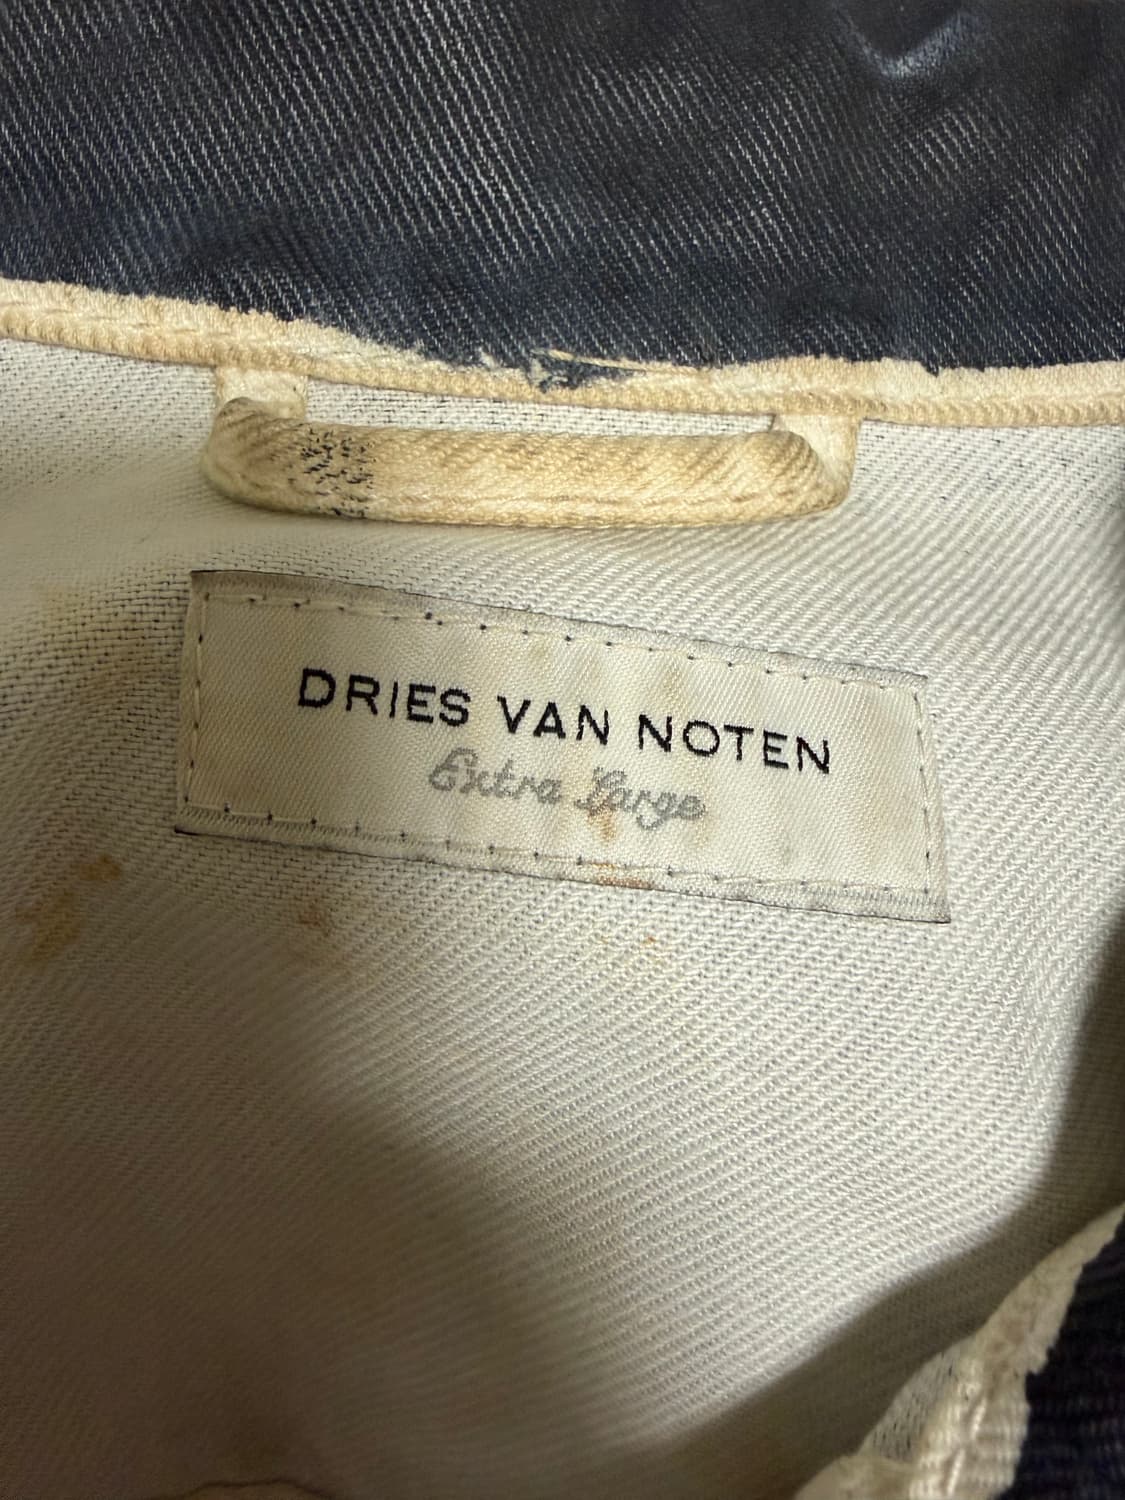 DRIES VAN NOTEN
Extra Large